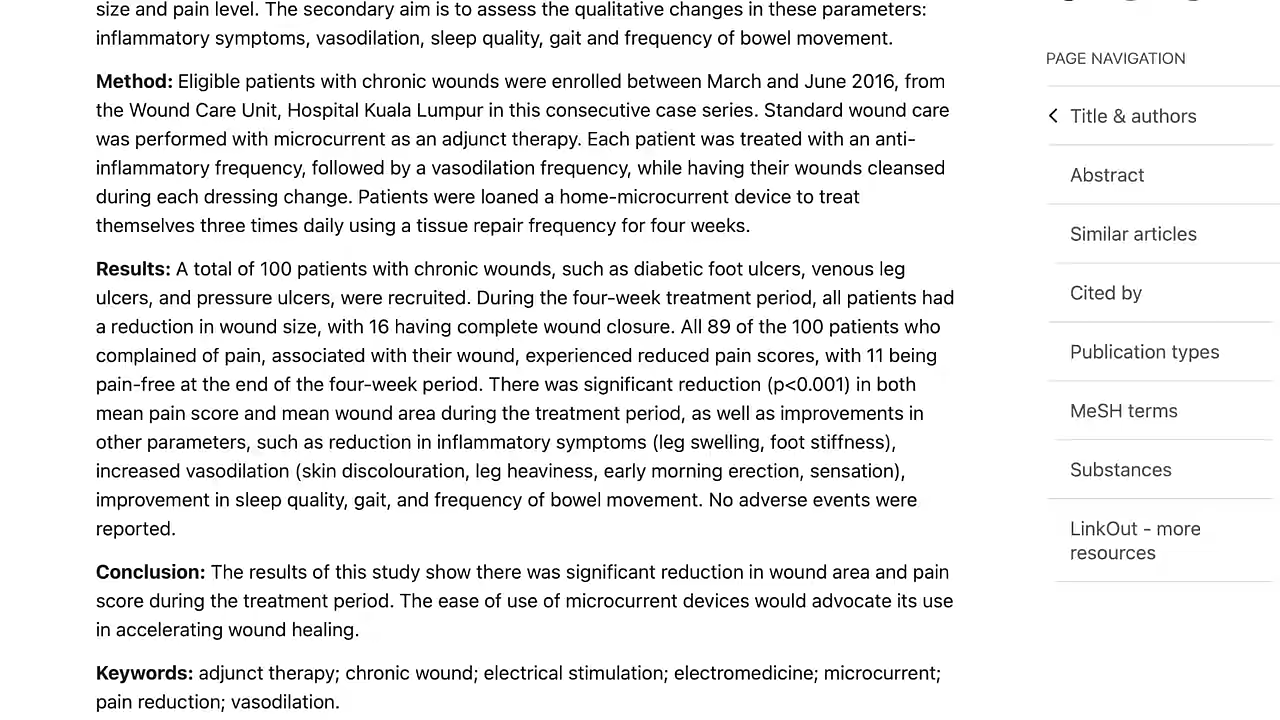 size and pain level. The secondary aim is to assess the qualitative changes in these parameters:
inflammatory symptoms, vasodilation, sleep quality, gait and frequency of bowel movement.
Method: Eligible patients with chronic wounds were enrolled between March and June 2016, from
the Wound Care Unit, Hospital Kuala Lumpur in this consecutive case series. Standard wound care
was performed with microcurrent as an adjunct therapy. Each patient was treated with an anti-
inflammatory frequency, followed by a vasodilation frequency, while having their wounds cleansed
during each dressing change. Patients were loaned a home-microcurrent device to treat
themselves three times daily using a tissue repair frequency for four weeks.
Results: A total of 100 patients with chronic wounds, such as diabetic foot ulcers, venous leg
ulcers, and pressure ulcers, were recruited. During the four-week treatment period, all patients had
a reduction in wound size, with 16 having complete wound closure. All 89 of the 100 patients who
complained of pain, associated with their wound, experienced reduced pain scores, with 11 being
pain-free at the end of the four-week period. There was significant reduction (p<0.001) in both
mean pain score and mean wound area during the treatment period, as well as improvements in
other parameters, such as reduction in inflammatory symptoms (leg swelling, foot stiffness),
increased vasodilation (skin discolouration, leg heaviness, early morning erection, sensation),
improvement in sleep quality, gait, and frequency of bowel movement. No adverse events were
reported.
Conclusion: The results of this study show there was significant reduction in wound area and pain
score during the treatment period. The ease of use of microcurrent devices would advocate its use
in accelerating wound healing.
Keywords: adjunct therapy; chronic wound; electrical stimulation; electromedicine; microcurrent;
pain reduction; vasodilation.
PAGE NAVIGATION
Title & authors
Abstract
Similar articles
Cited by
Publication types
MeSH terms
Substances
LinkOut - more
resources